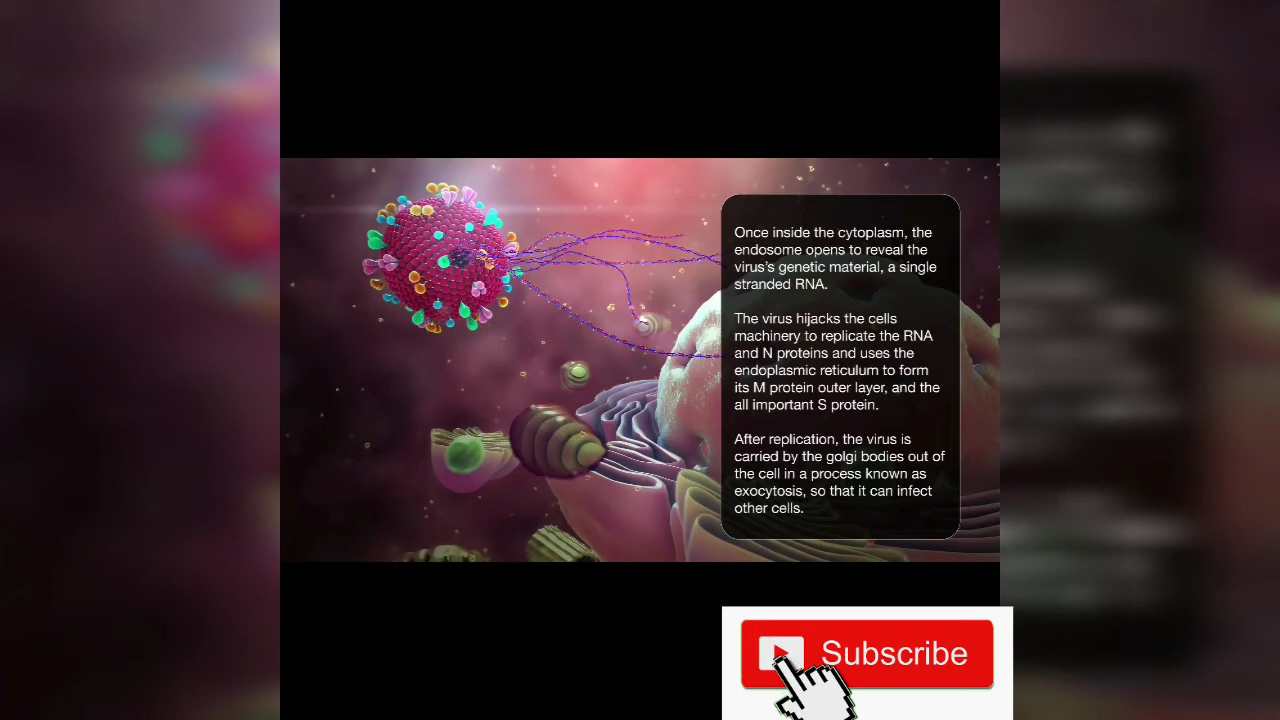 Once inside the cytoplasm, the
endosome opens to reveal the
virus's genetic material, a single
stranded RNA.
The virus hijacks the cells
machinery to replicate the RNA
and N proteins and uses the
endoplasmic reticulum to form
its M protein outer layer, and the
all important S protein.
After replication, the virus is
carried by the golgi bodies out of
the cell in a process known as
exocytosis, so that it can infect
other cells.
Subscribe